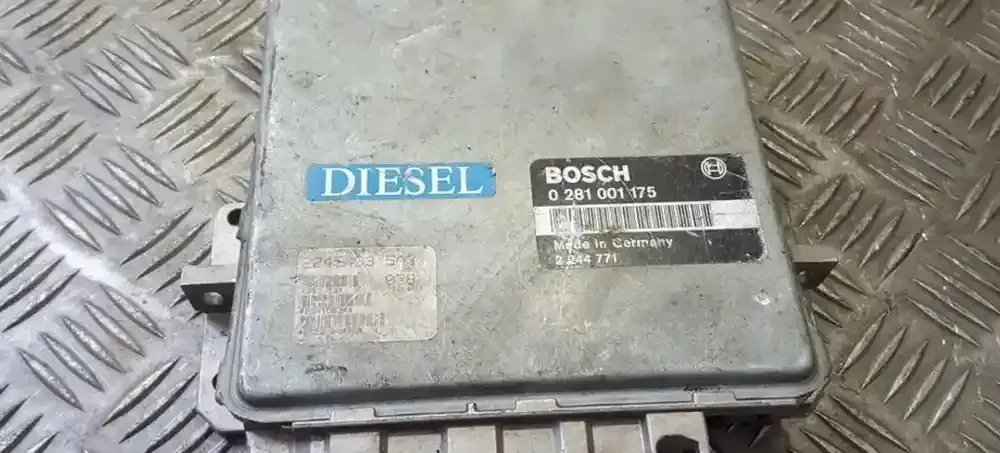 DIESEL
BOSCH
0 281 001 175
Made in Germany
2 244 771